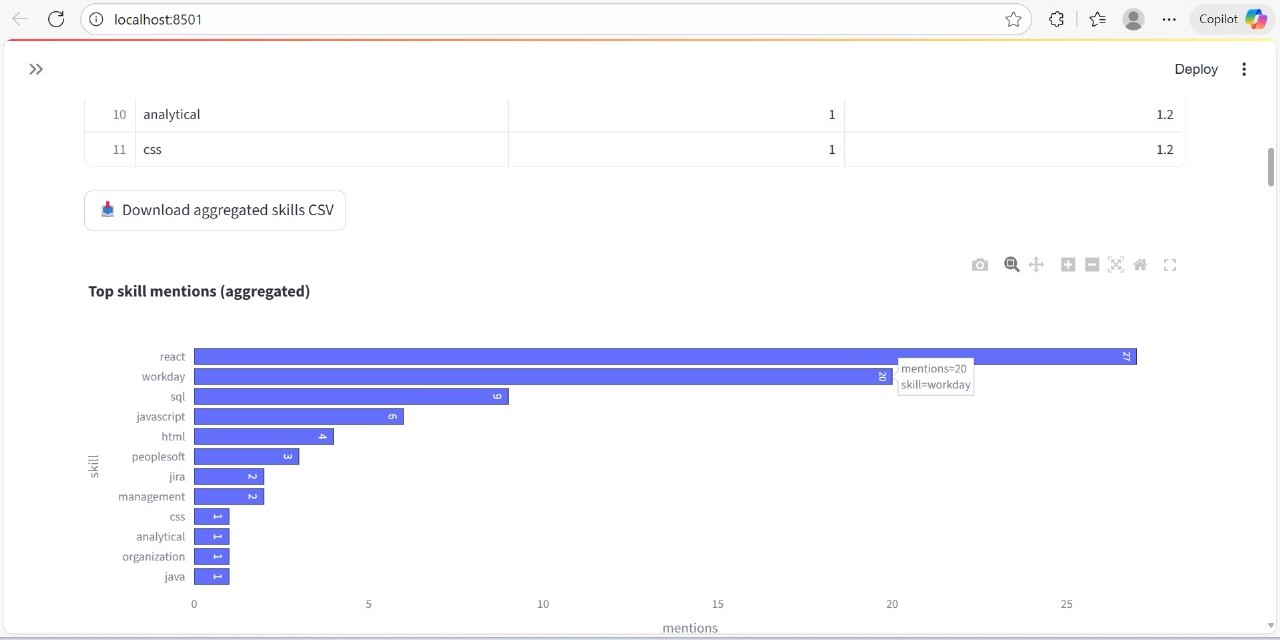 localhost:8501
Copilot
Deploy
10 analytical 1 1.2
11 css 1 1.2
Download aggregated skills CSV
Top skill mentions (aggregated)
react 27
workday 20
mentions=20
skill=workday
sql 9
javascript 6
html 4
peoplesoft 3
jira 2
management 2
css 1
analytical 1
organization 1
java 1
skill
0 5 10 15 20 25
mentions